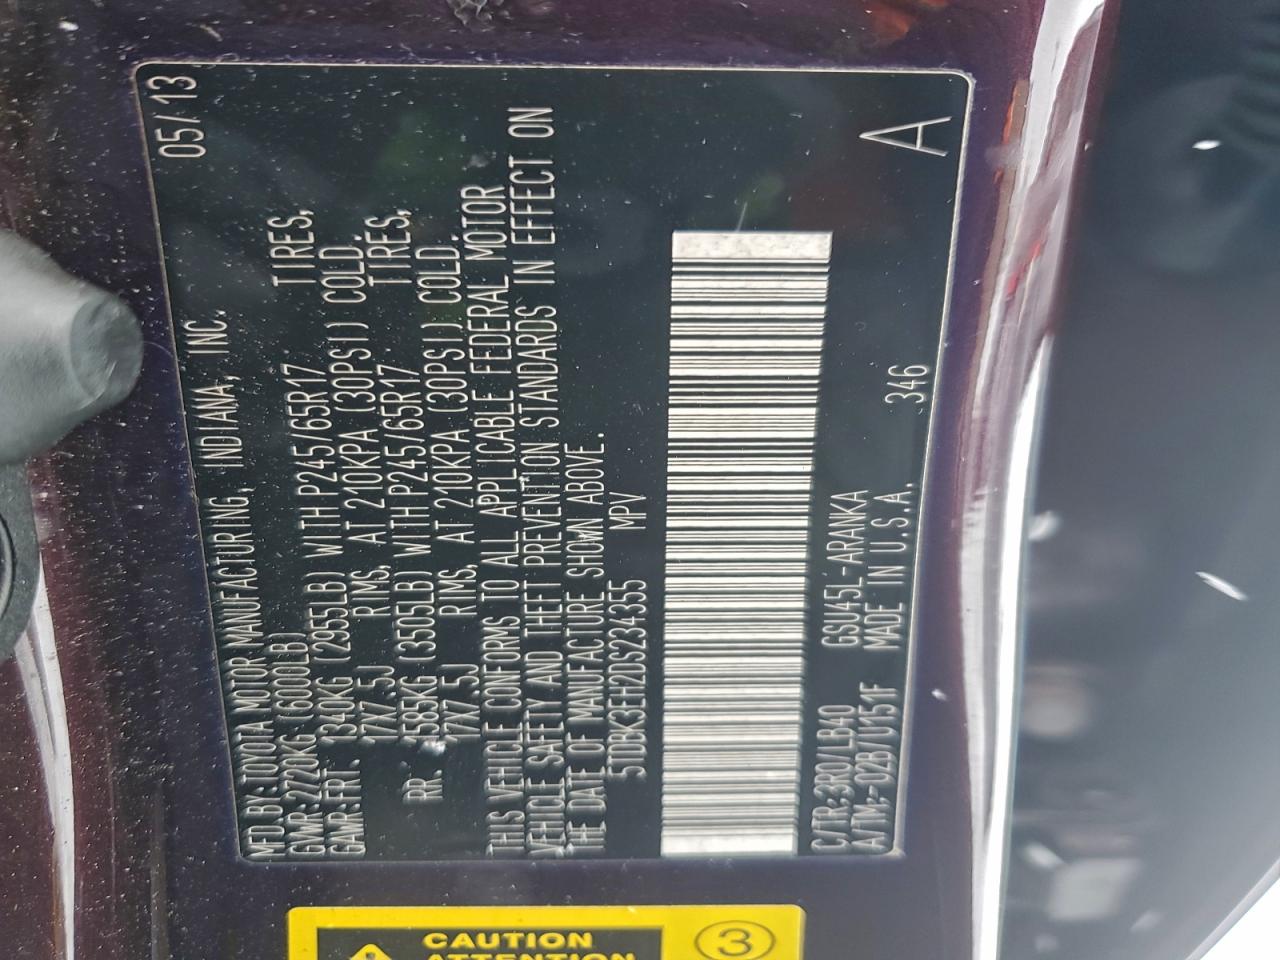 MFD.BY:TOYOTA MOTOR MANUFACTURING, INDIANA, INC. 05/13
GVWR:2720KG(6000LB)
GAWR:FRT. 1340KG (2955LB) WITH P245/65R17 TIRES,
17X7.5J RIMS, AT 210KPA (30PSI) COLD.
RR. 1585KG (3505LB) WITH P245/65R17 TIRES,
17X7.5J RIMS, AT 210KPA (30PSI) COLD.
THIS VEHICLE CONFORMS TO ALL APPLICABLE FEDERAL MOTOR
VEHICLE SAFETY AND THEFT PREVENTION STANDARDS IN EFFECT ON
THE DATE OF MANUFACTURE SHOWN ABOVE.
5TDBK3EH2DS234355 MPV
C/TR:3R0/LB40 GSU45L-ARANKA A
A/TM:-02B/U115F MADE IN U.S.A. 346
CAUTION 3
ATTENTION